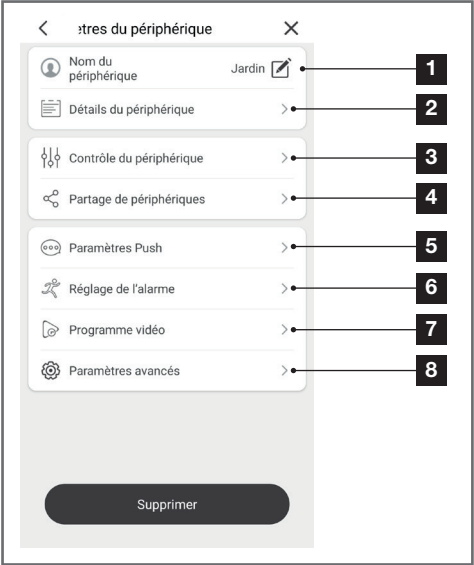 ètres du périphérique
Nom du
périphérique
Jardin
1
Détails du périphérique
2
Contrôle du périphérique
3
Partage de périphériques
4
Paramètres Push
5
Réglage de l'alarme
6
Programme vidéo
7
Paramètres avancés
8
Supprimer